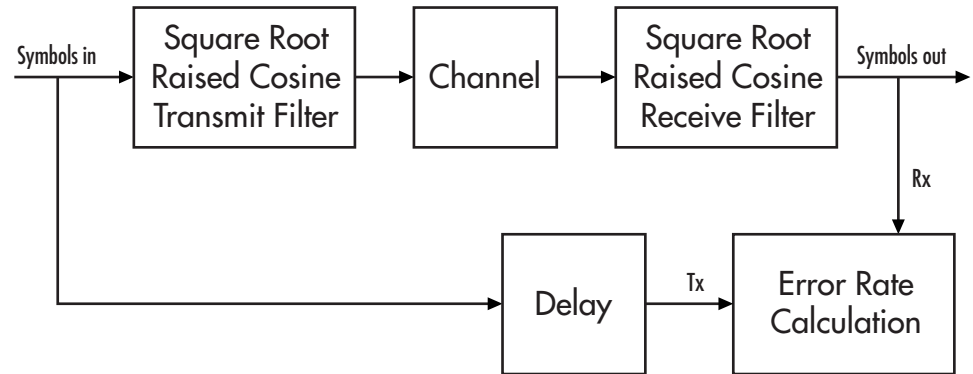 Symbols in
Square Root
Raised Cosine
Transmit Filter
Channel
Square Root
Raised Cosine
Receive Filter
Symbols out
Rx
Delay
Tx
Error Rate
Calculation